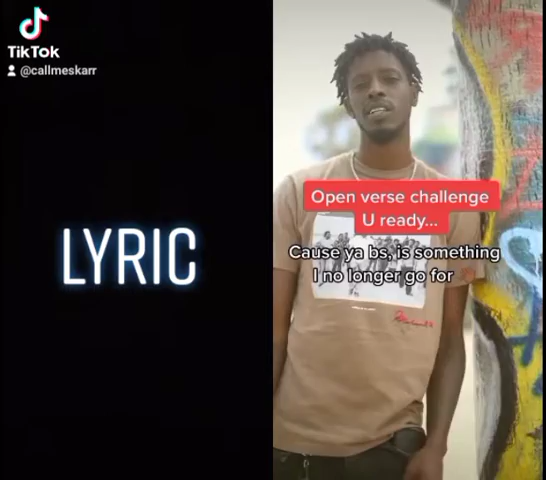 TikTok
@callmeskarr
LYRIC
Open verse challenge
U ready...
Cause ya bs, is something
I no longer go for